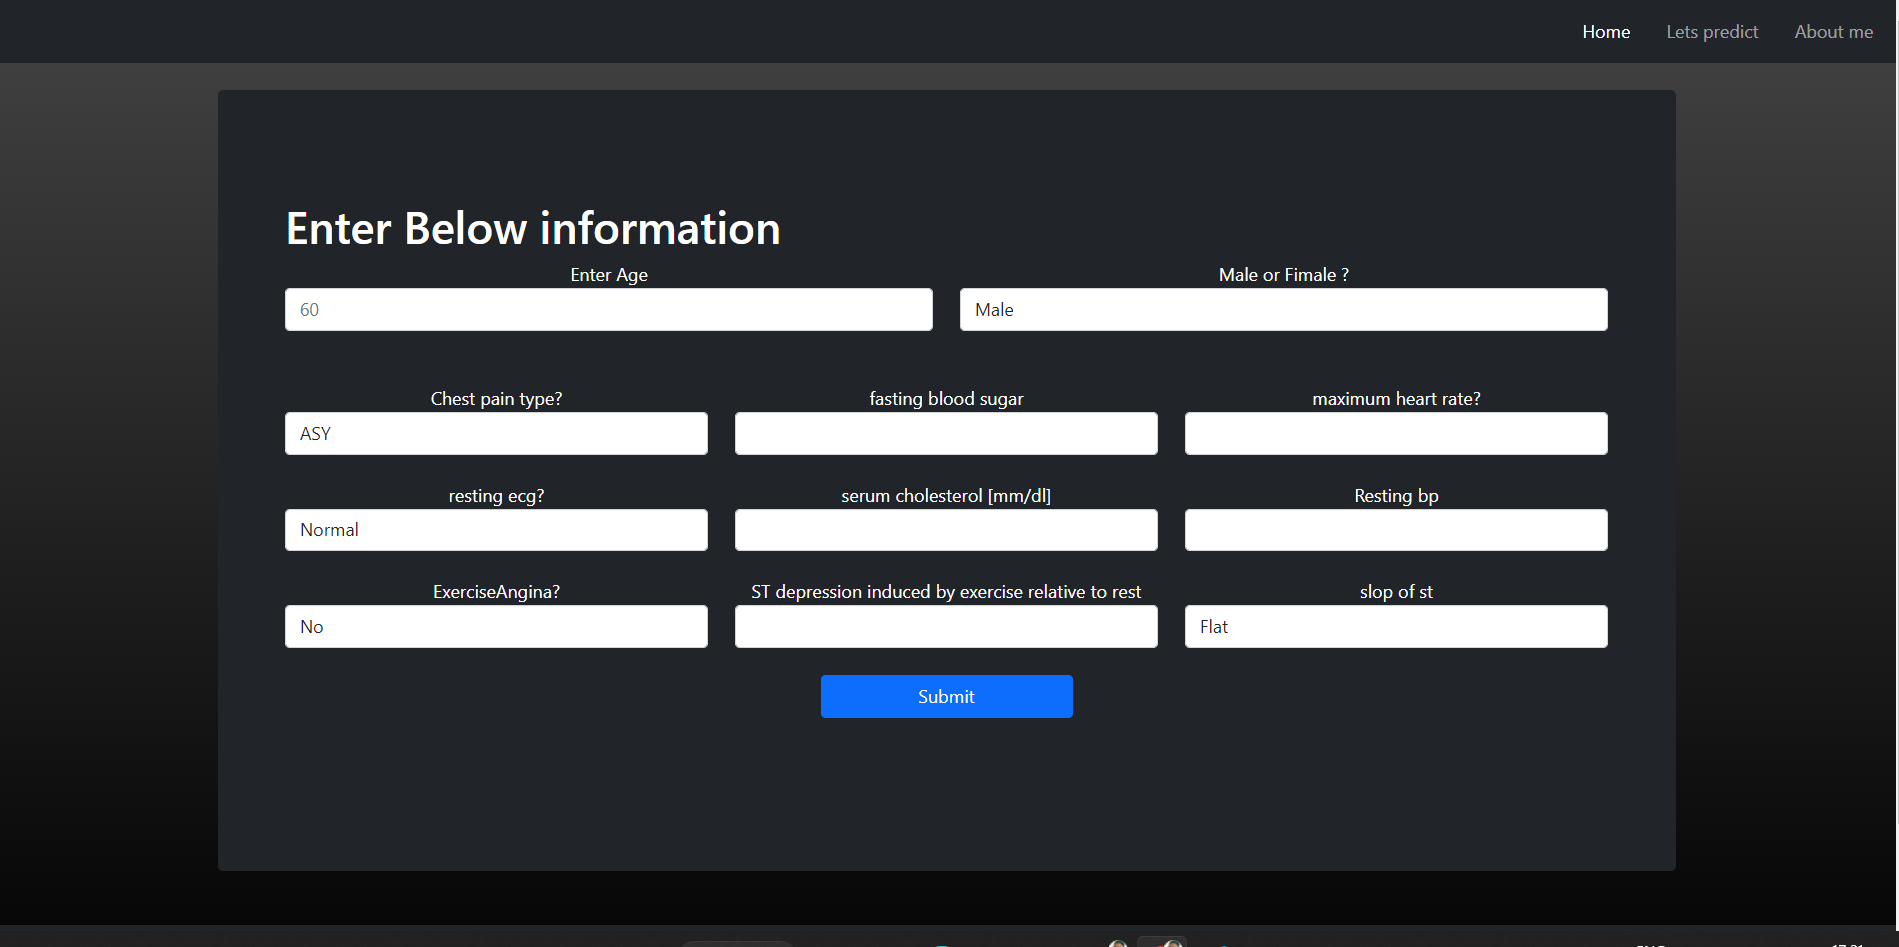 Home Lets predict About me
Enter Below information
Enter Age Male or Fimale ?
60 Male
Chest pain type? fasting blood sugar maximum heart rate?
ASY
resting ecg? serum cholesterol [mm/dl] Resting bp
Normal
ExerciseAngina? ST depression induced by exercise relative to rest slop of st
No Flat
Submit